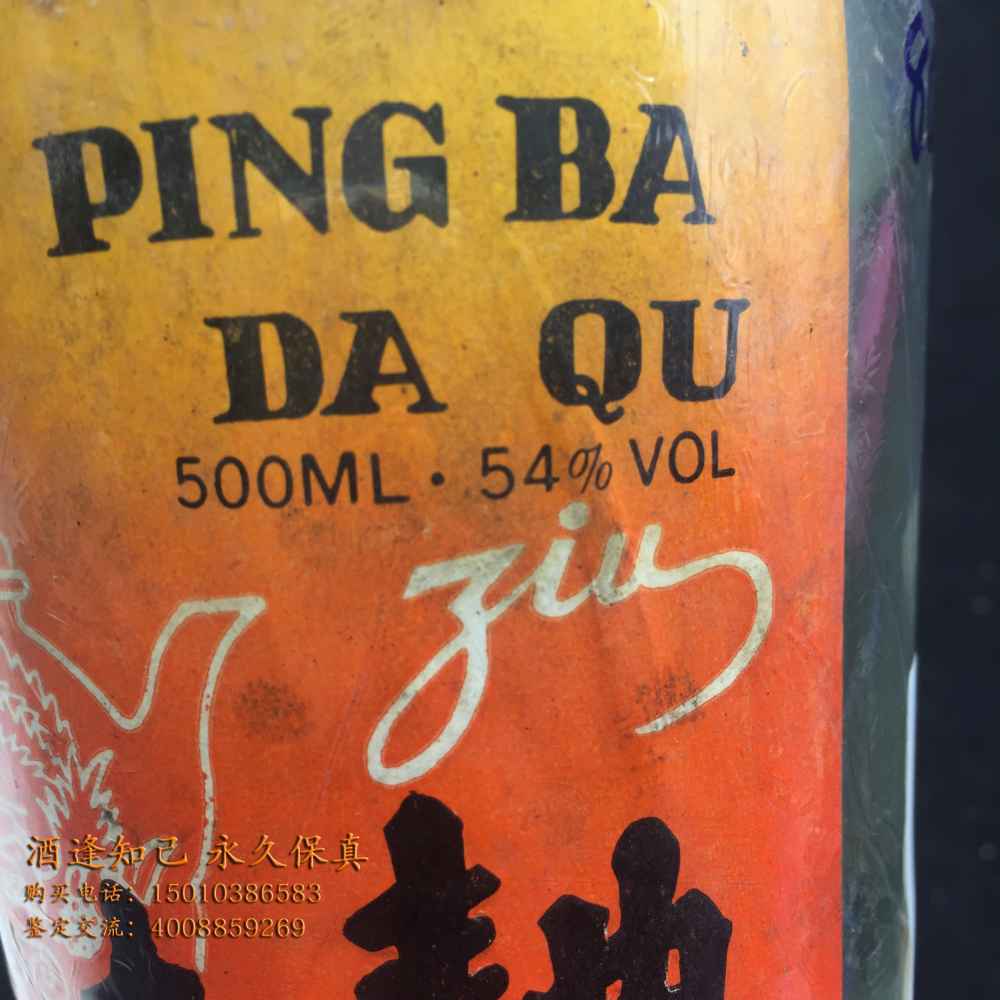 PING BA
DA QU
500ML · 54% VOL
ziu
酒逢知己 永久保真
购买电话：15010386583
鉴定交流：4008859269